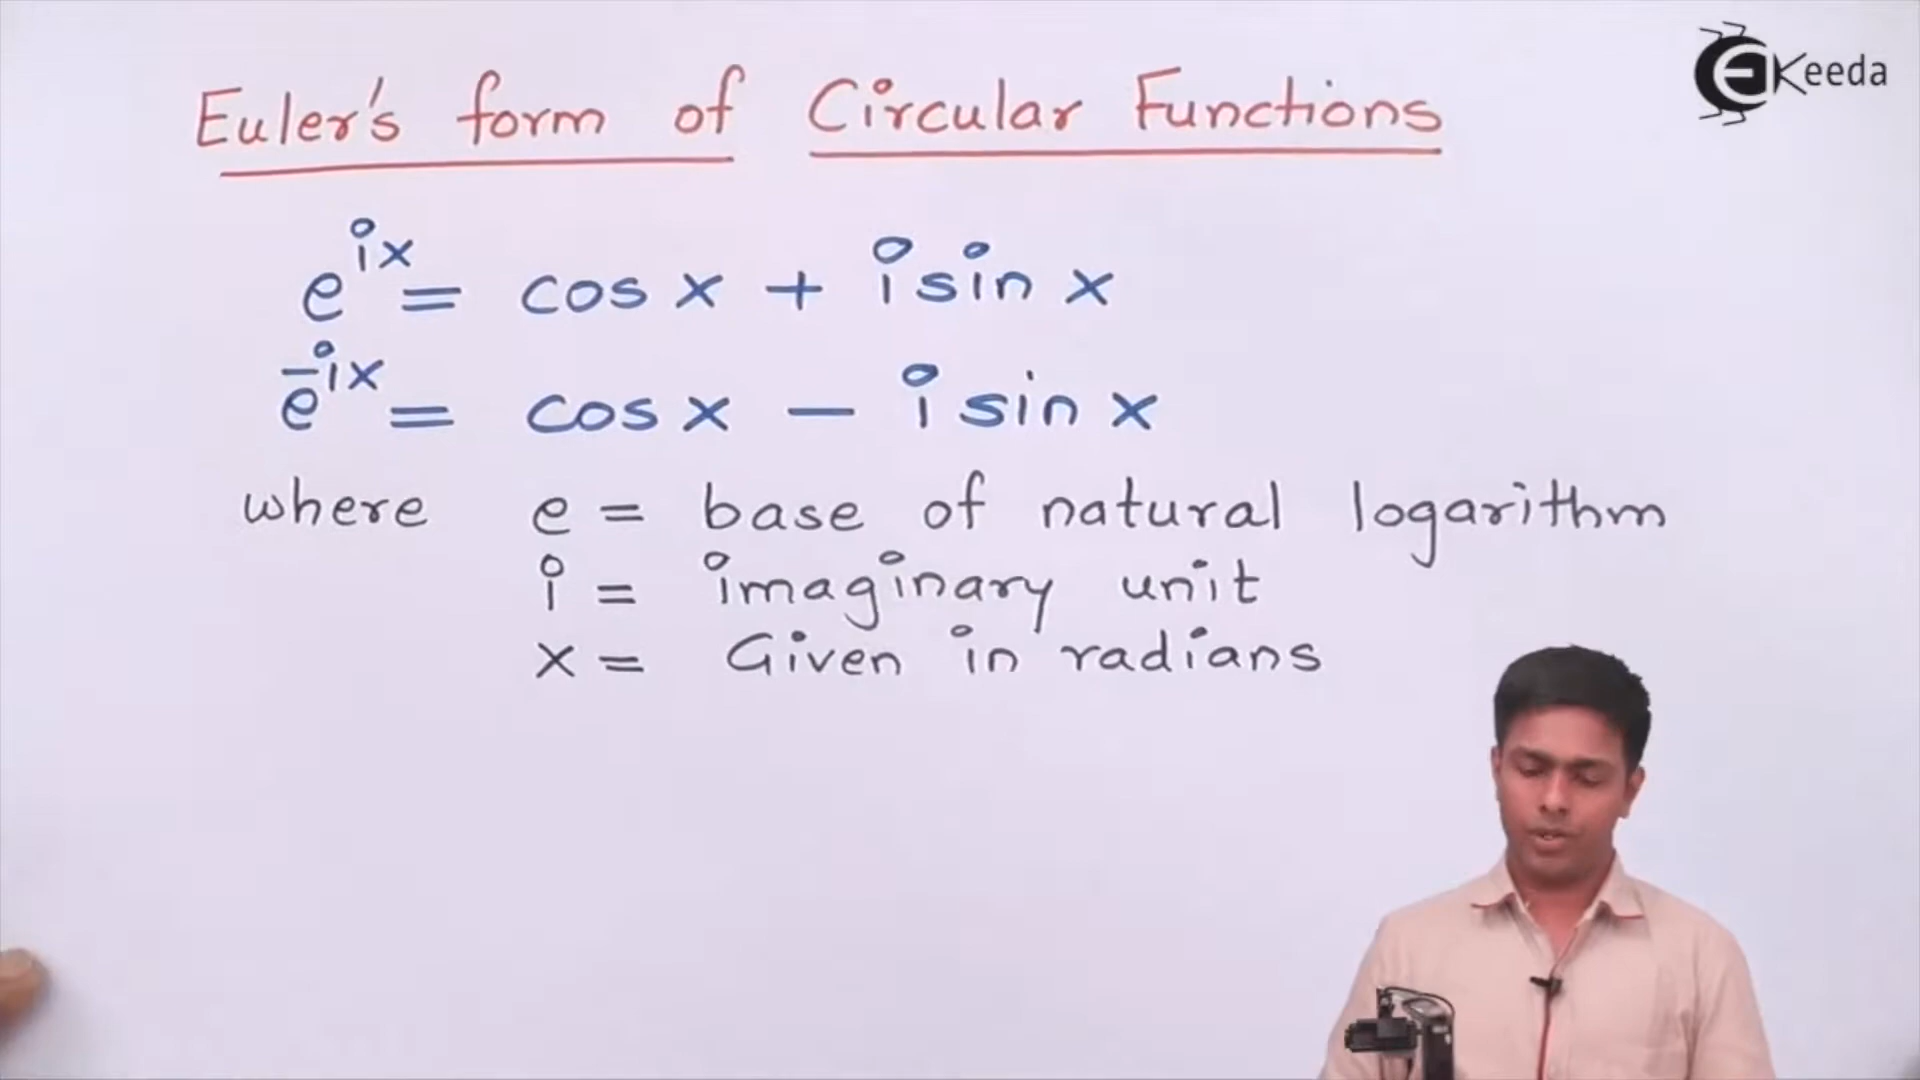 Euler's form of Circular Functions
EKeeda
e^ix = cos x + i sin x
e^-ix = cos x − i sin x
where e = base of natural logarithm
i = imaginary unit
x = Given in radians